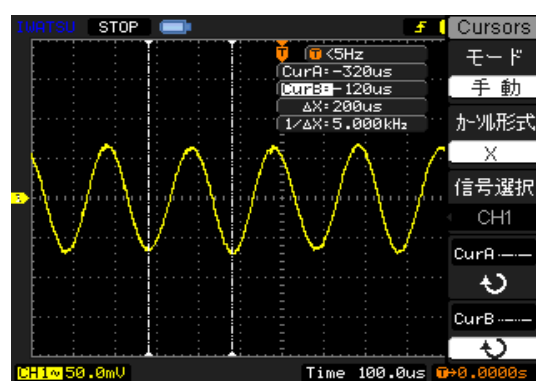 IWATSU STOP
T <5Hz
CurA=-320us
CurB=-120us
ΔX=200us
1/ΔX=5.000kHz
Cursors
モード
手動
カーソル形式
X
信号選択
CH1
CurA
CurB
CH1~50.0mV Time 100.0us T→0.0000s